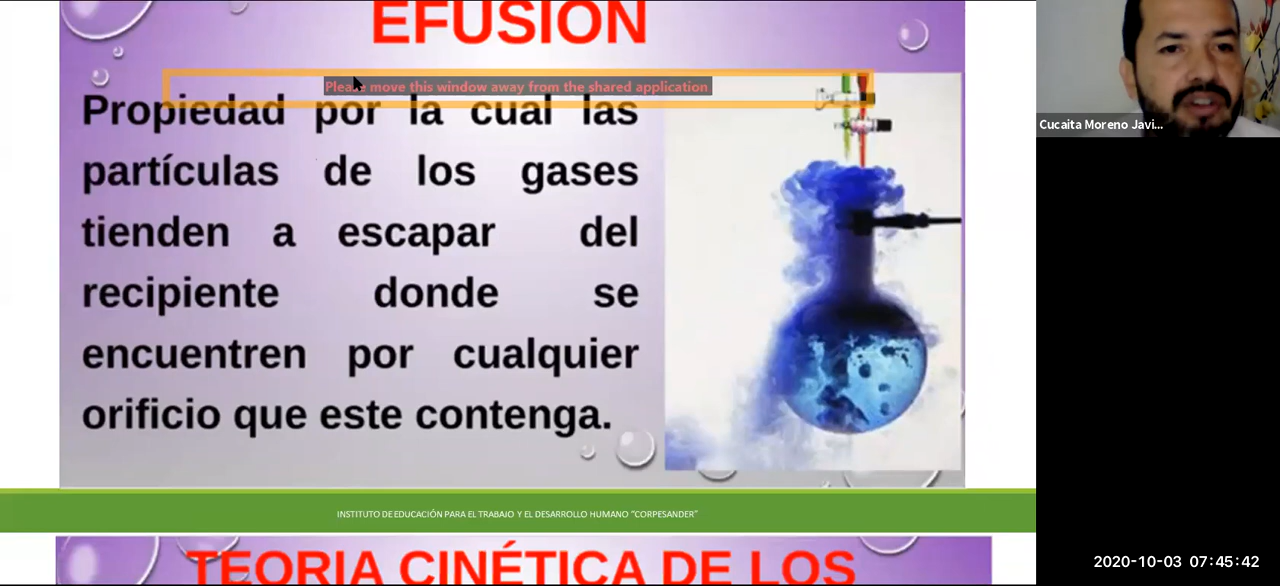 EFUSION
Please move this window away from the shared application
Propiedad por la cual las
partículas de los gases
tienden a escapar del
recipiente donde se
encuentren por cualquier
orificio que este contenga.
INSTITUTO DE EDUCACIÓN PARA EL TRABAJO Y EL DESARROLLO HUMANO "CORPESANDER"
TEORIA CINÉTICA DE LOS
Cucaita Moreno Javi...
2020-10-03 07:45:42